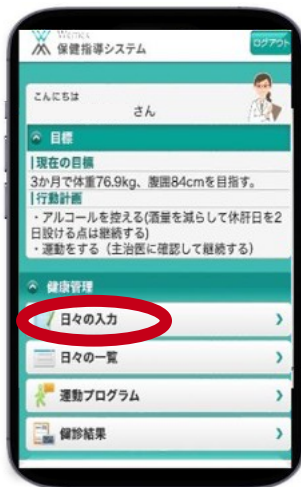 保健指導システム
ログアウト
こんにちは
さん
目標
現在の目標
3か月で体重76.9kg、腹囲84cmを目指す。
行動計画
・アルコールを控える(酒量を減らして休肝日を2
日設ける点は継続する)
・運動をする（主治医に確認して継続する）
健康管理
日々の入力
日々の一覧
運動プログラム
健診結果